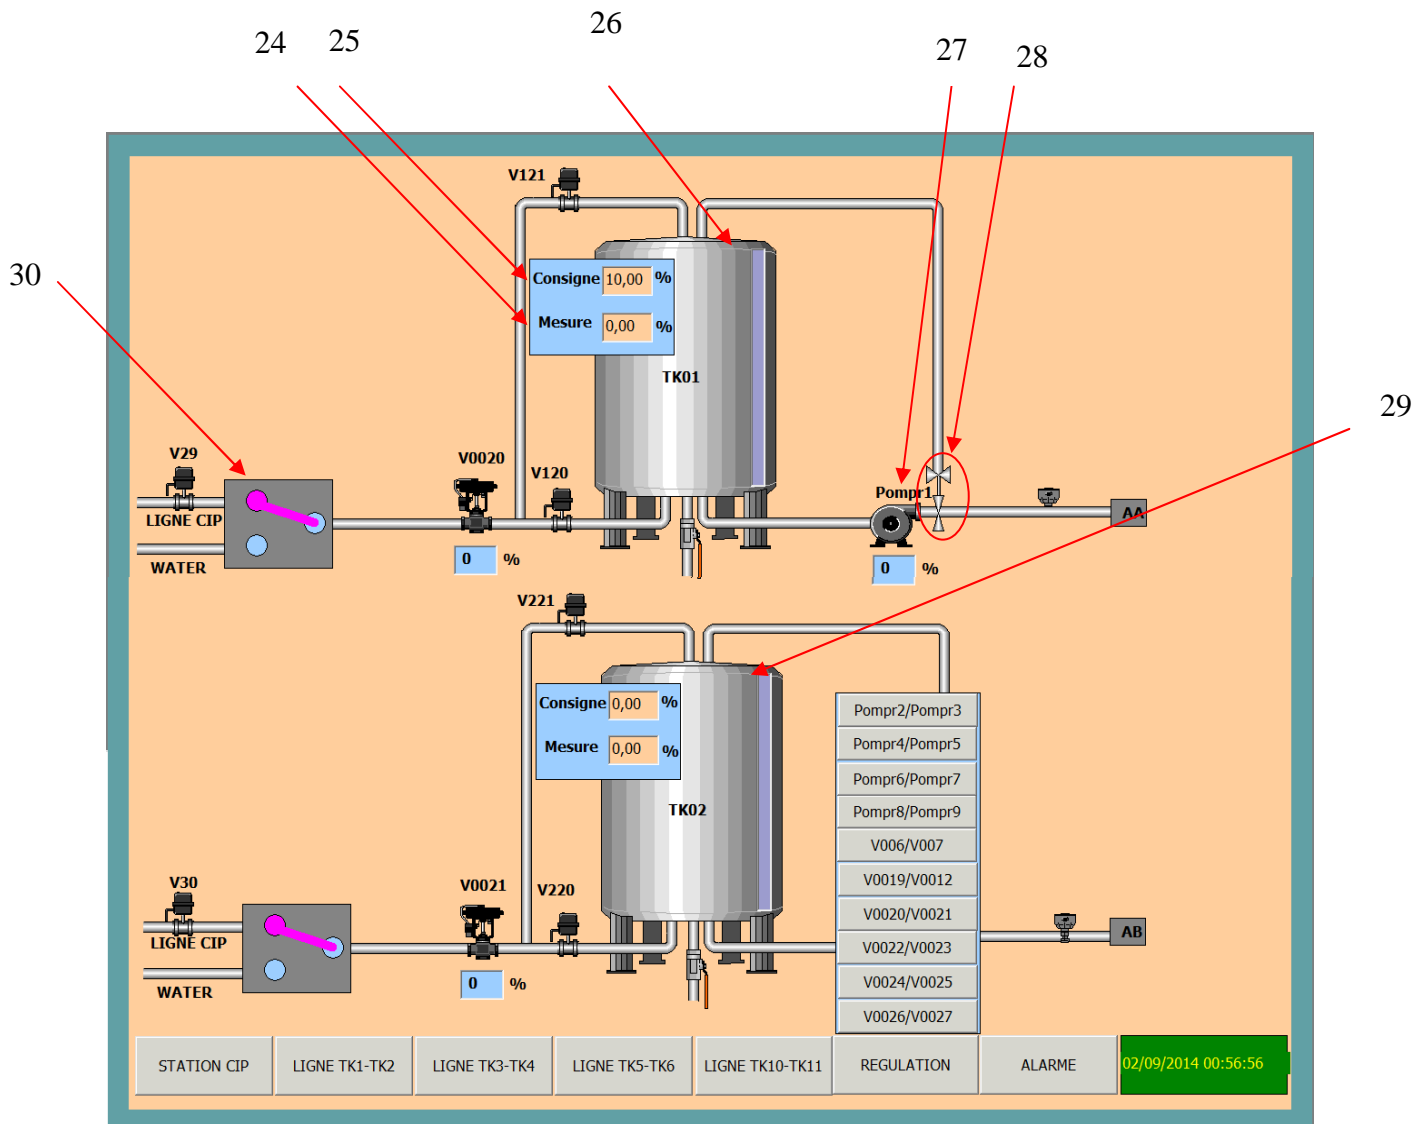 24 25 26 27 28
V121
30
Consigne 10,00 %
Mesure 0,00 %
TK01
29
V29
V0020
V120
Pompr1
LIGNE CIP
AA
WATER
0 %
0 %
V221
Consigne 0,00 %
Mesure 0,00 %
TK02
Pompr2/Pompr3
Pompr4/Pompr5
Pompr6/Pompr7
Pompr8/Pompr9
V006/V007
V0019/V0012
V0020/V0021
V0022/V0023
V0024/V0025
V0026/V0027
V30
V0021
V220
LIGNE CIP
AB
WATER
0 %
STATION CIP
LIGNE TK1-TK2
LIGNE TK3-TK4
LIGNE TK5-TK6
LIGNE TK10-TK11
REGULATION
ALARME
02/09/2014 00:56:56